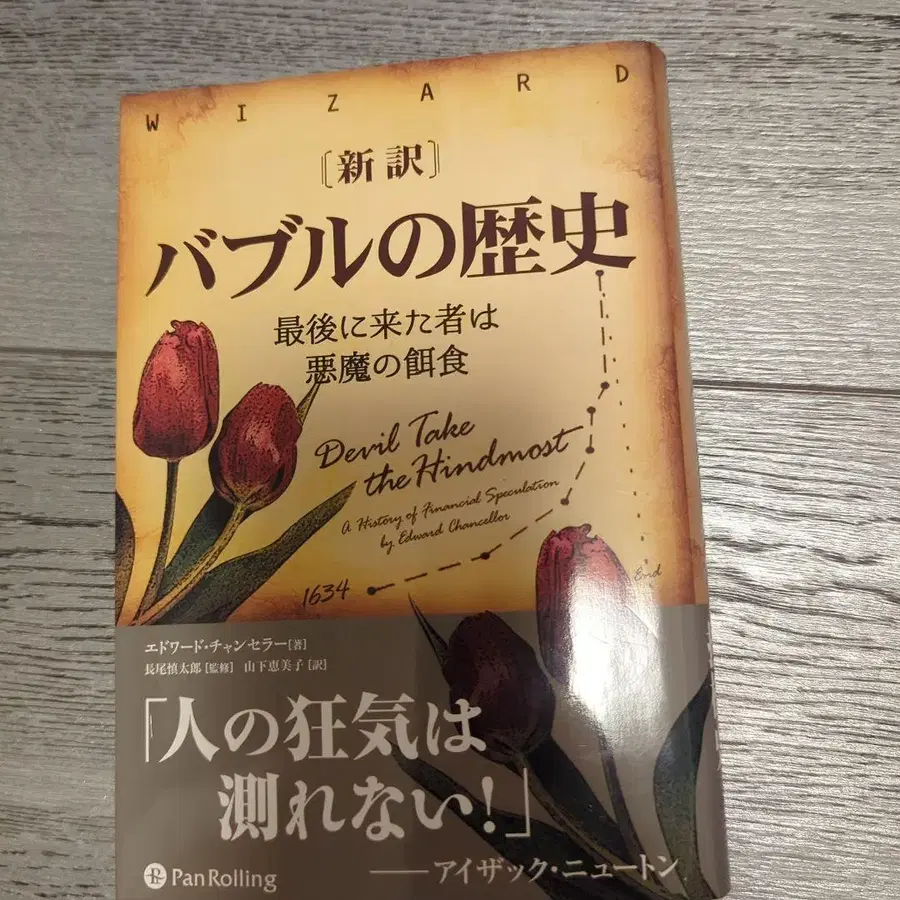 WIZARD
〔新訳〕
バブルの歴史
最後に来た者は
悪魔の餌食
Devil Take
the Hindmost
A History of Financial Speculation
by Edward Chancellor
1634
End
エドワード・チャンセラー[著]
長尾慎太郎[監修] 山下恵美子[訳]
「人の狂気は
測れない!」
――アイザック・ニュートン
PanRolling